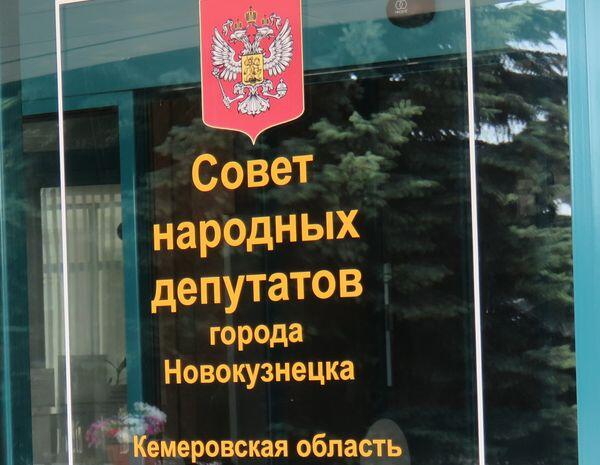 Совет
народных
депутатов
города
Новокузнецка
Кемеровская область